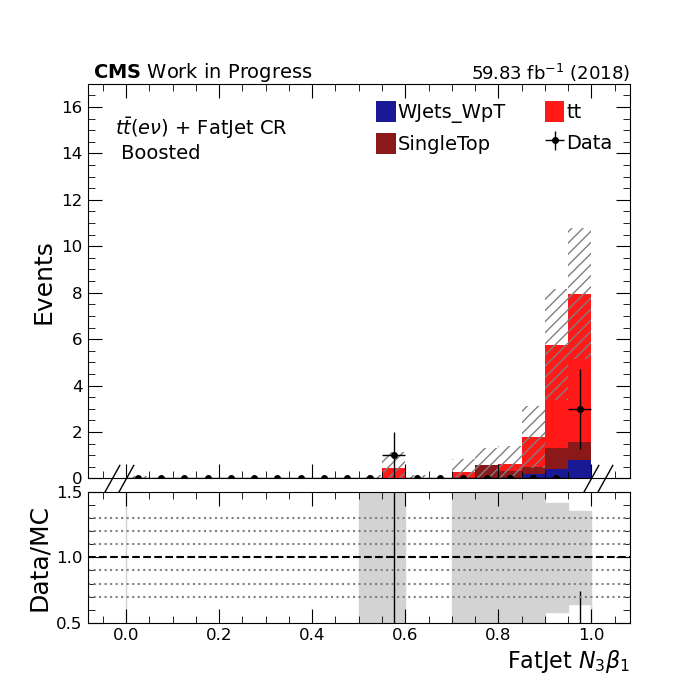 CMS Work in Progress 59.83 fb⁻¹ (2018)
tt̄(eν) + FatJet CR
Boosted
WJets_WpT tt
SingleTop Data
Events
16
14
12
10
8
6
4
2
0
Data/MC
1.5
1.0
0.5
0.0 0.2 0.4 0.6 0.8 1.0
FatJet N₃β₁